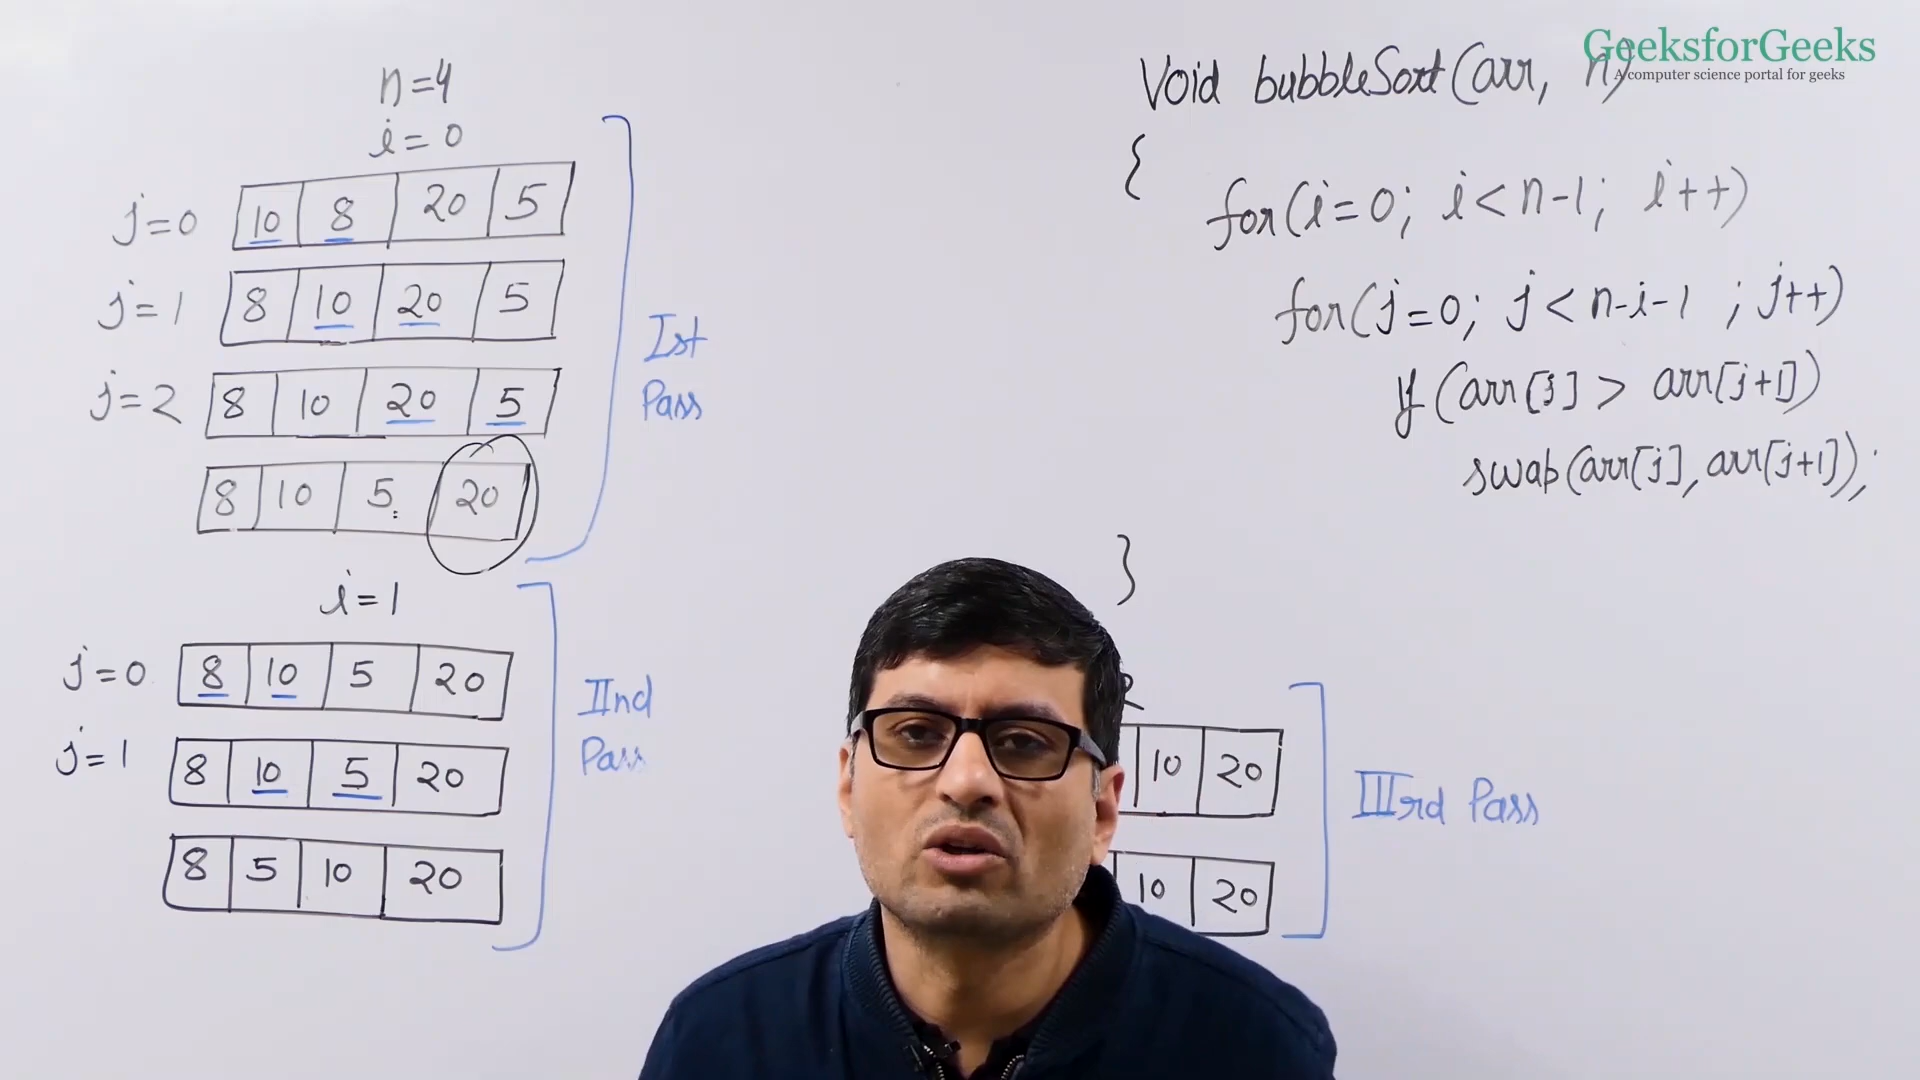 GeeksforGeeks
A computer science portal for geeks
n=4
i=0
j=0 10 8 20 5
j=1 8 10 20 5
j=2 8 10 20 5
8 10 5 20
Ist
Pass
i=1
j=0 8 10 5 20
j=1 8 10 5 20
8 5 10 20
IInd
Pass
Void bubbleSort(arr, n)
{
for(i=0; i<n-1; i++)
for(j=0; j<n-i-1 ; j++)
if(arr[j] > arr[j+1])
swap(arr[j], arr[j+1]);
}
2
10 20
10 20
IIIrd Pass